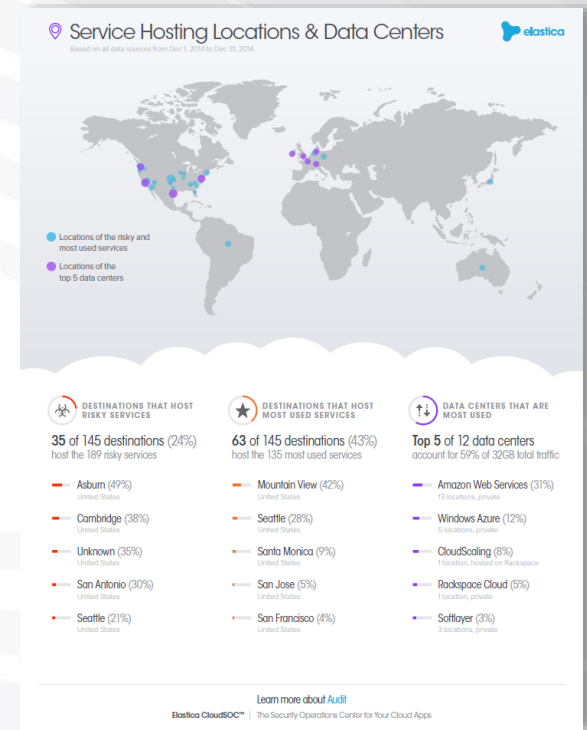 Service Hosting Locations & Data Centers
elastica
Based on all data sources from Dec 1, 2014 to Dec 31, 2014
Locations of the risky and
most used services
Locations of the
top 5 data centers
DESTINATIONS THAT HOST
RISKY SERVICES
35 of 145 destinations (24%)
host the 189 risky services
Asburn (49%)
United States
Cambridge (38%)
United States
Unknown (35%)
United States
San Antonio (30%)
United States
Seattle (21%)
United States
DESTINATIONS THAT HOST
MOST USED SERVICES
63 of 145 destinations (43%)
host the 135 most used services
Mountain View (42%)
United States
Seattle (28%)
United States
Santa Monica (9%)
United States
San Jose (5%)
United States
San Francisco (4%)
United States
DATA CENTERS THAT ARE
MOST USED
Top 5 of 12 data centers
account for 59% of 32GB total traffic
Amazon Web Services (31%)
13 locations, private
Windows Azure (12%)
5 locations, private
CloudScaling (8%)
1 location, hosted on Rackspace
Rackspace Cloud (5%)
1 location, private
Softlayer (3%)
3 locations, private
Learn more about Audit
Elastica CloudSOC™ | The Security Operations Center for Your Cloud Apps